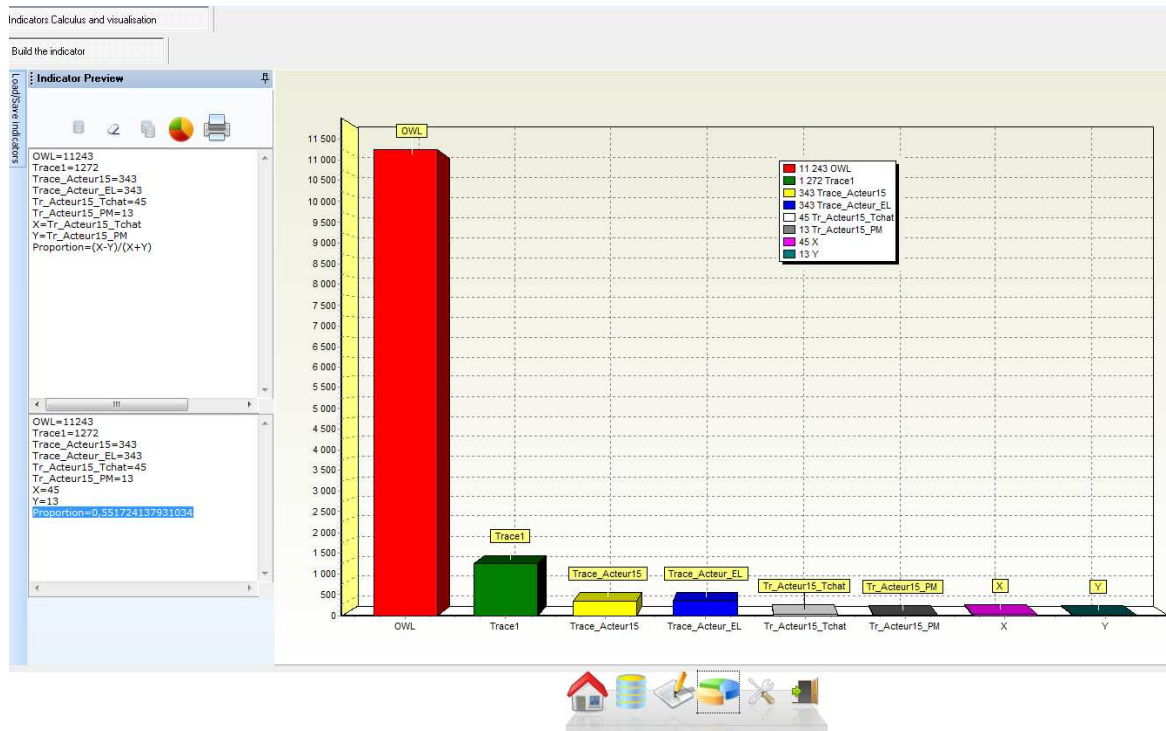 Indicators Calculus and visualisation
Build the indicator
Load/Save indicators
Indicator Preview
OWL=11243
Trace1=1272
Trace_Acteur15=343
Trace_Acteur_EL=343
Tr_Acteur15_Tchat=45
Tr_Acteur15_PM=13
X=Tr_Acteur15_Tchat
Y=Tr_Acteur15_PM
Proportion=(X-Y)/(X+Y)
OWL=11243
Trace1=1272
Trace_Acteur15=343
Trace_Acteur_EL=343
Tr_Acteur15_Tchat=45
Tr_Acteur15_PM=13
X=45
Y=13
Proportion=0,551724137931034
11 500
11 000
10 500
10 000
9 500
9 000
8 500
8 000
7 500
7 000
6 500
6 000
5 500
5 000
4 500
4 000
3 500
3 000
2 500
2 000
1 500
1 000
500
0
OWL
Trace1
Trace_Acteur15
Trace_Acteur_EL
Tr_Acteur15_Tchat
Tr_Acteur15_PM
X
Y
11 243 OWL
1 272 Trace1
343 Trace_Acteur15
343 Trace_Acteur_EL
45 Tr_Acteur15_Tchat
13 Tr_Acteur15_PM
45 X
13 Y
OWL
Trace1
Trace_Acteur15
Trace_Acteur_EL
Tr_Acteur15_Tchat
Tr_Acteur15_PM
X
Y